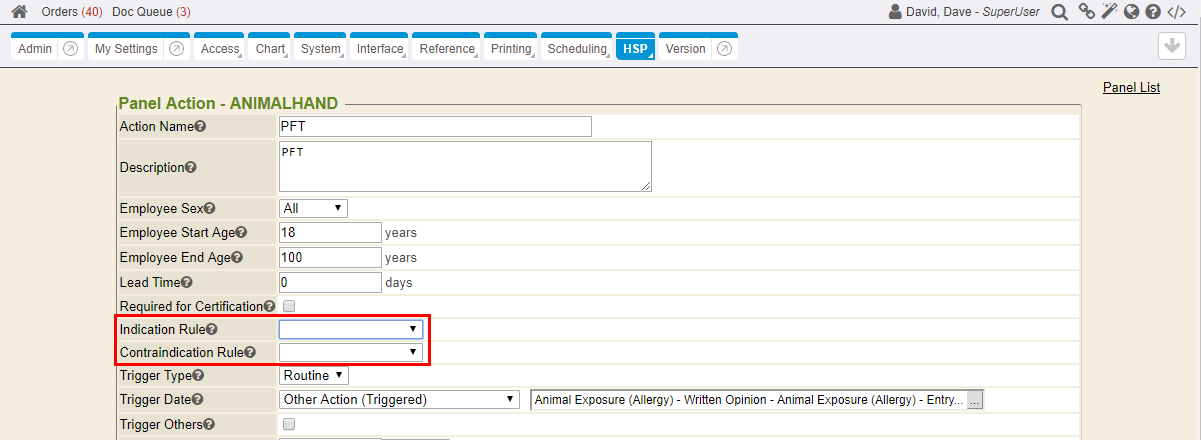 Orders (40) Doc Queue (3) David, Dave - SuperUser
Admin My Settings Access Chart System Interface Reference Printing Scheduling HSP Version
Panel List
Panel Action - ANIMALHAND
Action Name PFT
Description PFT
Employee Sex All
Employee Start Age 18 years
Employee End Age 100 years
Lead Time 0 days
Required for Certification
Indication Rule
Contraindication Rule
Trigger Type Routine
Trigger Date Other Action (Triggered) Animal Exposure (Allergy) - Written Opinion - Animal Exposure (Allergy) - Entry... ...
Trigger Others